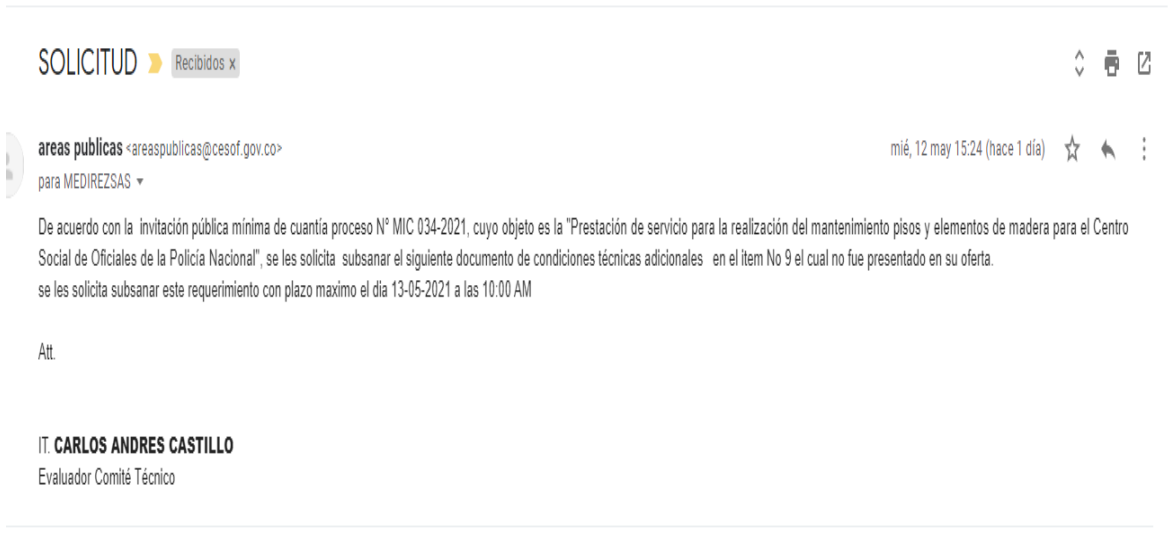 SOLICITUD Recibidos x
areas publicas <areaspublicas@cesof.gov.co> mié, 12 may 15:24 (hace 1 día)
para MEDIREZSAS
De acuerdo con la invitación pública mínima de cuantía proceso N° MIC 034-2021, cuyo objeto es la "Prestación de servicio para la realización del mantenimiento pisos y elementos de madera para el Centro
Social de Oficiales de la Policía Nacional", se les solicita subsanar el siguiente documento de condiciones técnicas adicionales en el item No 9 el cual no fue presentado en su oferta.
se les solicita subsanar este requerimiento con plazo maximo el dia 13-05-2021 a las 10:00 AM
Att.
IT. CARLOS ANDRES CASTILLO
Evaluador Comité Técnico